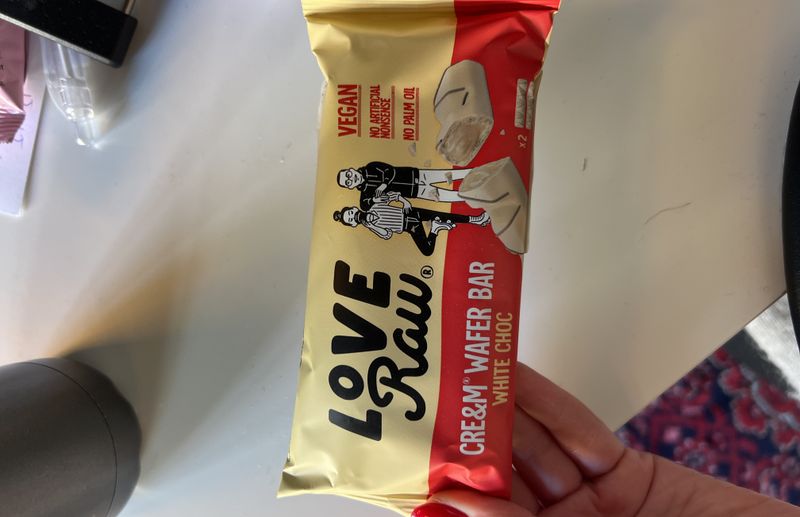 LOVE
Raw®
VEGAN
NO ARTIFICIAL
NONSENSE
NO PALM OIL
CRE&M® WAFER BAR
WHITE CHOC
x2